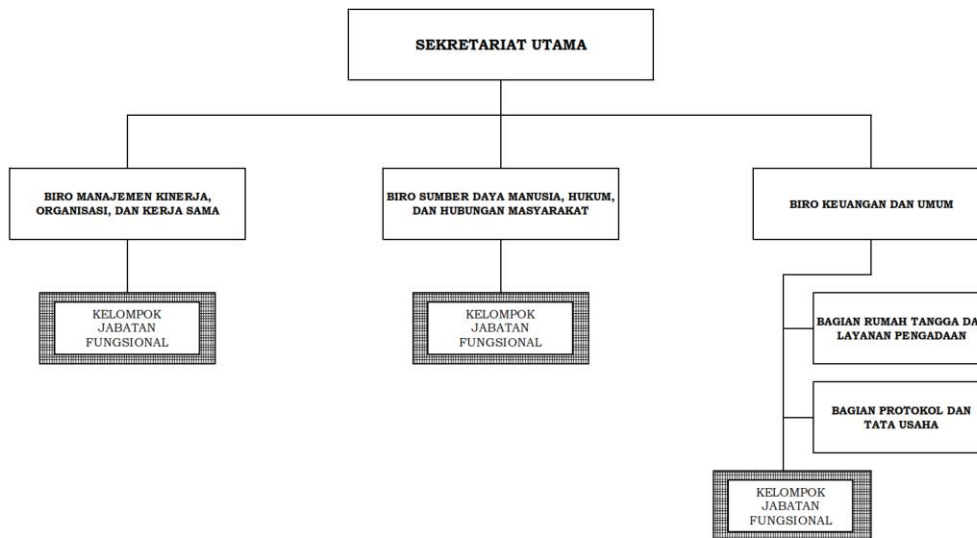 SEKRETARIAT UTAMA
BIRO MANAJEMEN KINERJA,
ORGANISASI, DAN KERJA SAMA
BIRO SUMBER DAYA MANUSIA, HUKUM,
DAN HUBUNGAN MASYARAKAT
BIRO KEUANGAN DAN UMUM
KELOMPOK
JABATAN
FUNGSIONAL
KELOMPOK
JABATAN
FUNGSIONAL
BAGIAN RUMAH TANGGA DA
LAYANAN PENGADAAN
BAGIAN PROTOKOL DAN
TATA USAHA
KELOMPOK
JABATAN
FUNGSIONAL